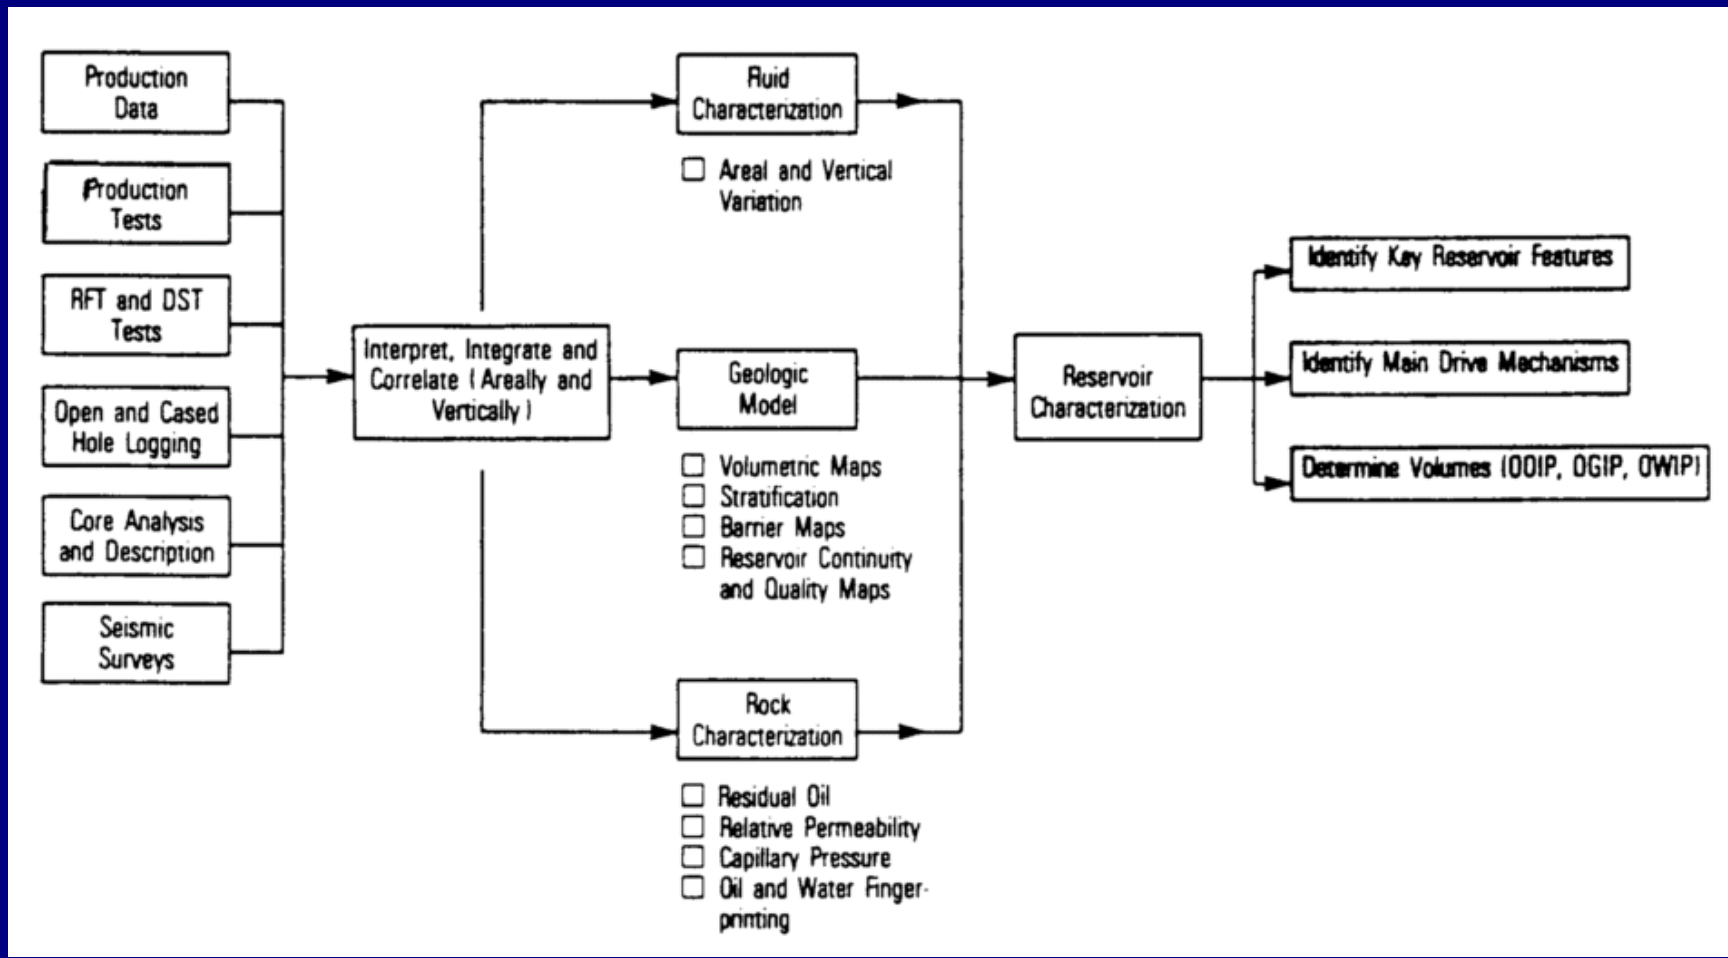 Production
Data
Production
Tests
RFT and DST
Tests
Open and Cased
Hole Logging
Core Analysis
and Description
Seismic
Surveys
Interpret, Integrate and
Correlate (Areally and
Vertically)
Fluid
Characterization
Areal and Vertical
Variation
Geologic
Model
Volumetric Maps
Stratification
Barrier Maps
Reservoir Continuity
and Quality Maps
Rock
Characterization
Residual Oil
Relative Permeability
Capillary Pressure
Oil and Water Finger-
printing
Reservoir
Characterization
Identify Key Reservoir Features
Identify Main Drive Mechanisms
Determine Volumes (OOIP, OGIP, OWIP)